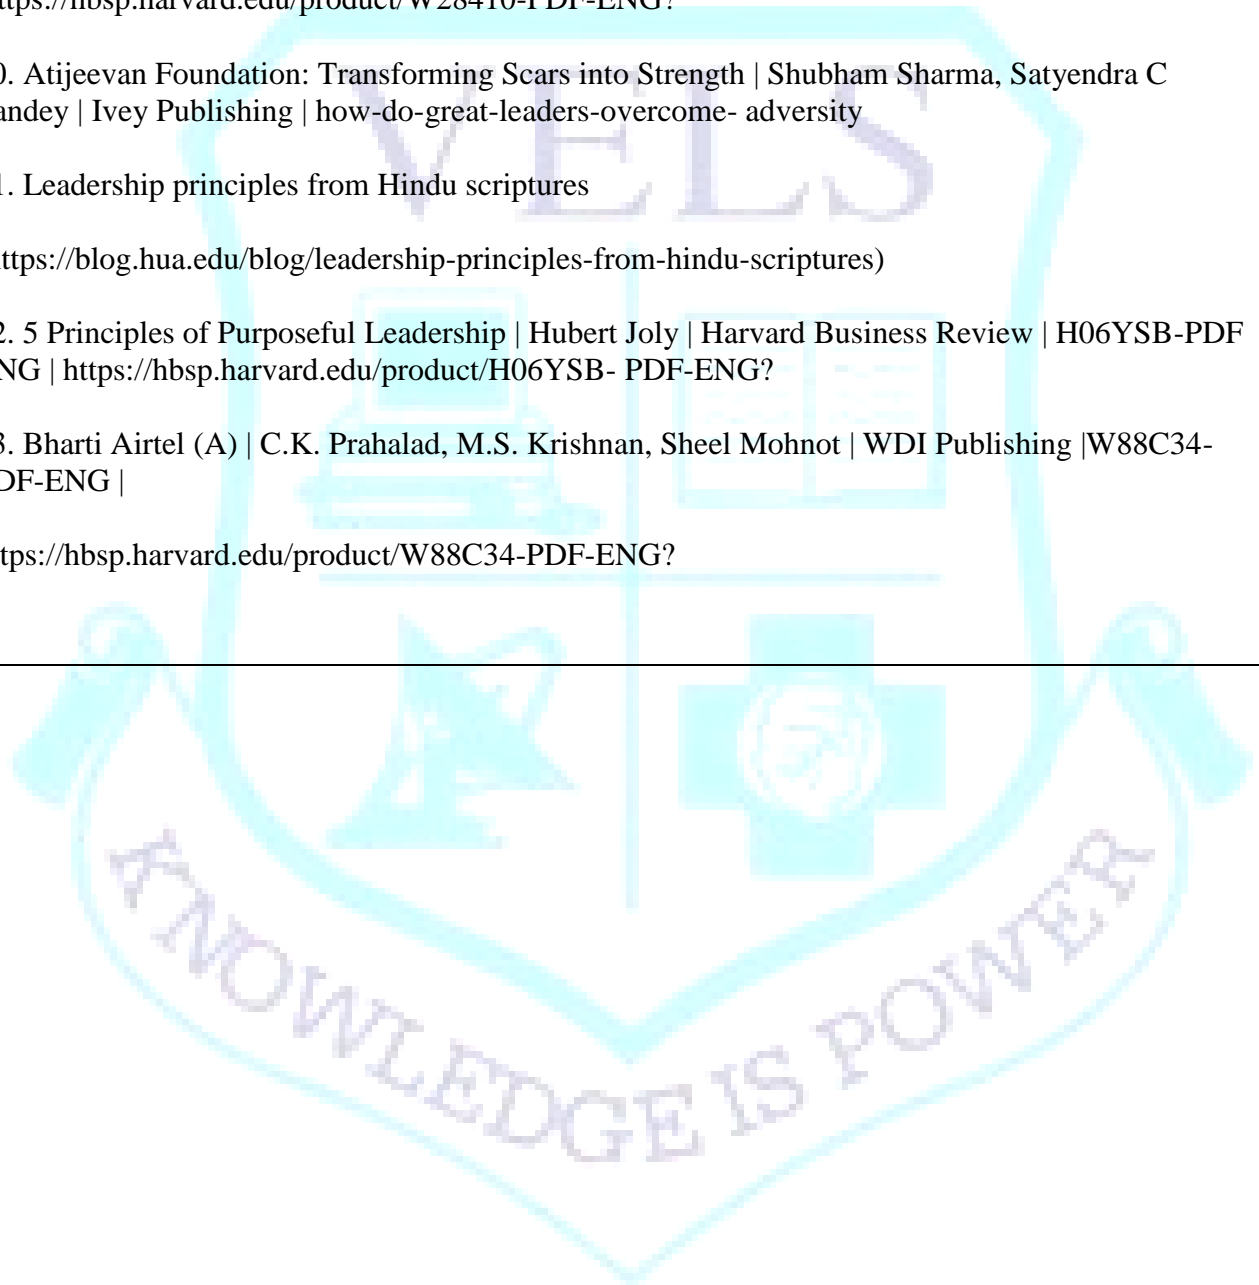 ttps://hbsp.harvard.edu/product/W28410-PDF-ENG?
0. Atijeevan Foundation: Transforming Scars into Strength | Shubham Sharma, Satyendra C
andey | Ivey Publishing | how-do-great-leaders-overcome- adversity
1. Leadership principles from Hindu scriptures
ttps://blog.hua.edu/blog/leadership-principles-from-hindu-scriptures)
2. 5 Principles of Purposeful Leadership | Hubert Joly | Harvard Business Review | H06YSB-PDF
NG | https://hbsp.harvard.edu/product/H06YSB- PDF-ENG?
3. Bharti Airtel (A) | C.K. Prahalad, M.S. Krishnan, Sheel Mohnot | WDI Publishing |W88C34-
DF-ENG |
tps://hbsp.harvard.edu/product/W88C34-PDF-ENG?
VELS
KNOWLEDGE IS POWER